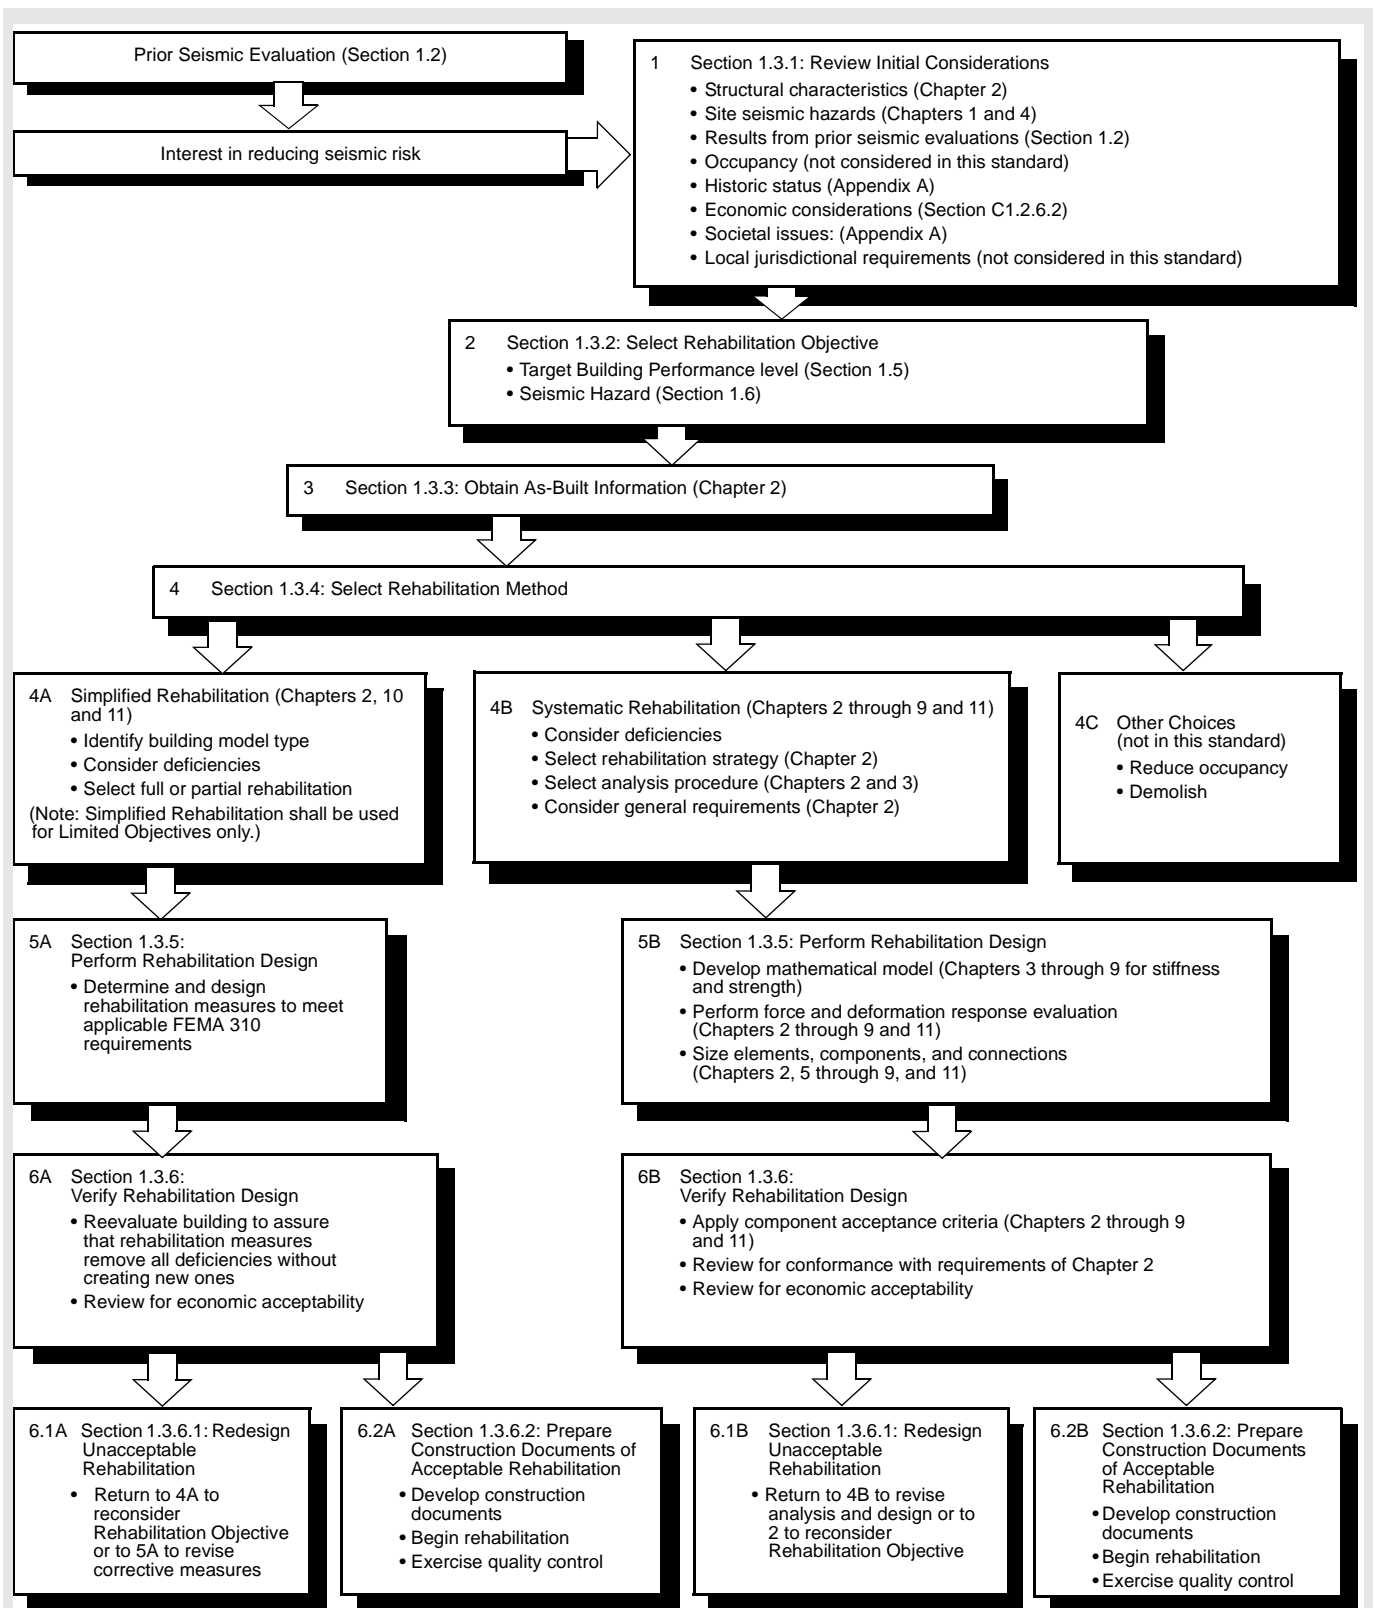 Prior Seismic Evaluation (Section 1.2)
Interest in reducing seismic risk
1 Section 1.3.1: Review Initial Considerations
• Structural characteristics (Chapter 2)
• Site seismic hazards (Chapters 1 and 4)
• Results from prior seismic evaluations (Section 1.2)
• Occupancy (not considered in this standard)
• Historic status (Appendix A)
• Economic considerations (Section C1.2.6.2)
• Societal issues: (Appendix A)
• Local jurisdictional requirements (not considered in this standard)
2 Section 1.3.2: Select Rehabilitation Objective
• Target Building Performance level (Section 1.5)
• Seismic Hazard (Section 1.6)
3 Section 1.3.3: Obtain As-Built Information (Chapter 2)
4 Section 1.3.4: Select Rehabilitation Method
4A Simplified Rehabilitation (Chapters 2, 10
and 11)
• Identify building model type
• Consider deficiencies
• Select full or partial rehabilitation
(Note: Simplified Rehabilitation shall be used
for Limited Objectives only.)
4B Systematic Rehabilitation (Chapters 2 through 9 and 11)
• Consider deficiencies
• Select rehabilitation strategy (Chapter 2)
• Select analysis procedure (Chapters 2 and 3)
• Consider general requirements (Chapter 2)
4C Other Choices
(not in this standard)
• Reduce occupancy
• Demolish
5A Section 1.3.5:
Perform Rehabilitation Design
• Determine and design
rehabilitation measures to meet
applicable FEMA 310
requirements
5B Section 1.3.5: Perform Rehabilitation Design
• Develop mathematical model (Chapters 3 through 9 for stiffness
and strength)
• Perform force and deformation response evaluation
(Chapters 2 through 9 and 11)
• Size elements, components, and connections
(Chapters 2, 5 through 9, and 11)
6A Section 1.3.6:
Verify Rehabilitation Design
• Reevaluate building to assure
that rehabilitation measures
remove all deficiencies without
creating new ones
• Review for economic acceptability
6B Section 1.3.6:
Verify Rehabilitation Design
• Apply component acceptance criteria (Chapters 2 through 9
and 11)
• Review for conformance with requirements of Chapter 2
• Review for economic acceptability
6.1A Section 1.3.6.1: Redesign
Unacceptable
Rehabilitation
• Return to 4A to
reconsider
Rehabilitation Objective
or to 5A to revise
corrective measures
6.2A Section 1.3.6.2: Prepare
Construction Documents of
Acceptable Rehabilitation
• Develop construction
documents
• Begin rehabilitation
• Exercise quality control
6.1B Section 1.3.6.1: Redesign
Unacceptable
Rehabilitation
• Return to 4B to revise
analysis and design or to
2 to reconsider
Rehabilitation Objective
6.2B Section 1.3.6.2: Prepare
Construction Documents
of Acceptable
Rehabilitation
• Develop construction
documents
• Begin rehabilitation
• Exercise quality control